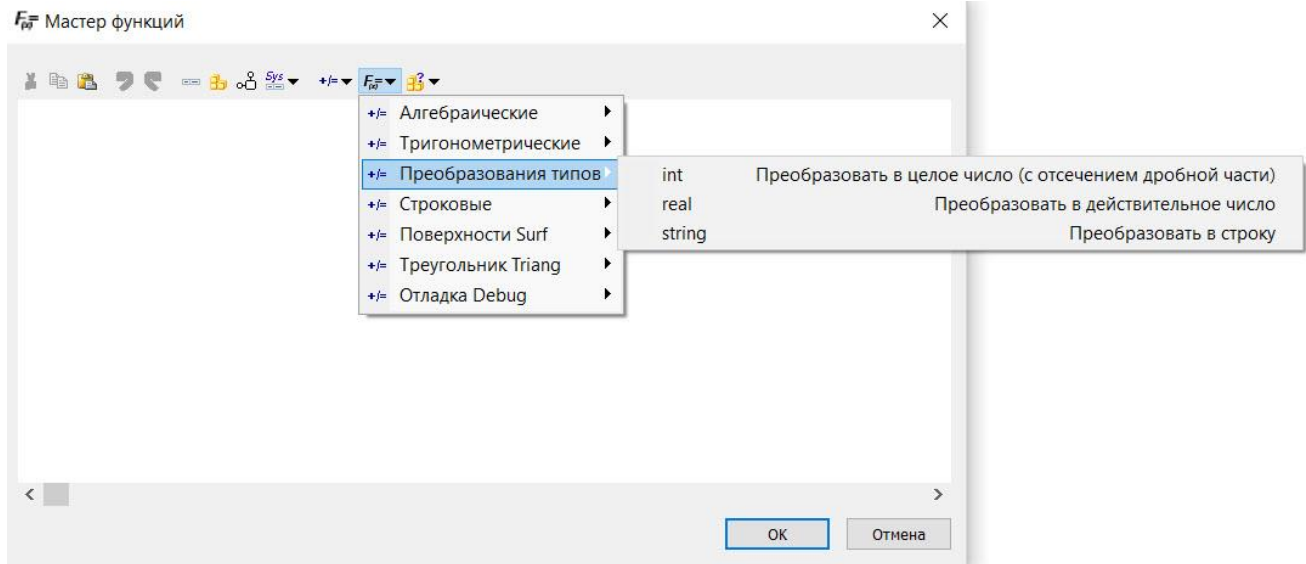 F(x)= Мастер функций
Sys +/= F(x)=
+/= Алгебраические
+/= Тригонометрические
+/= Преобразования типов
int Преобразовать в целое число (с отсечением дробной части)
+/= Строковые
real Преобразовать в действительное число
+/= Поверхности Surf
string Преобразовать в строку
+/= Треугольник Triang
+/= Отладка Debug
OK Отмена